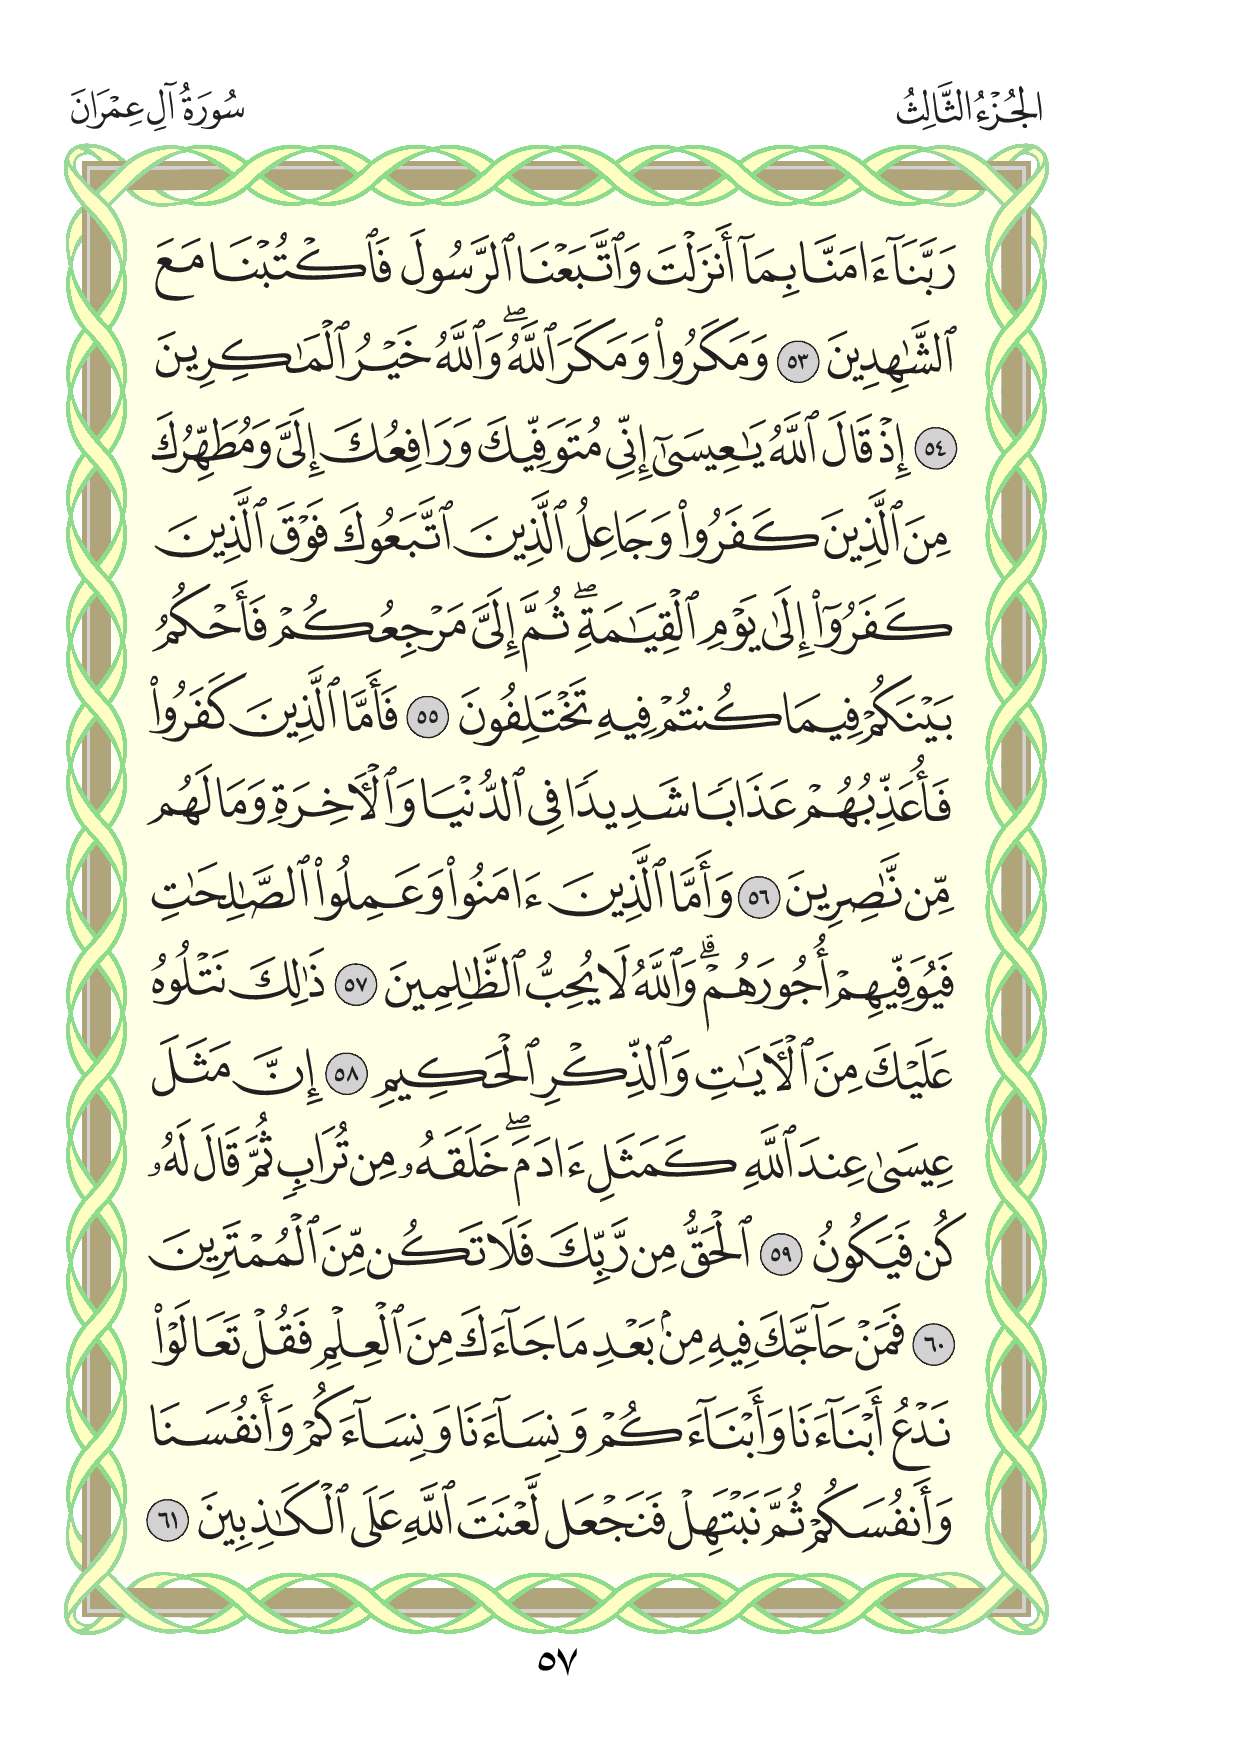 الجُزْءُ الثَّالِثُ
سُورَةُ آلِ عِمْرَانَ
رَبَّنَآ ءَامَنَّا بِمَآ أَنزَلْتَ وَٱتَّبَعْنَا ٱلرَّسُولَ فَٱكْتُبْنَا مَعَ
ٱلشَّٰهِدِينَ ٥٣ وَمَكَرُوا۟ وَمَكَرَ ٱللَّهُ ۖ وَٱللَّهُ خَيْرُ ٱلْمَٰكِرِينَ
٥٤ إِذْ قَالَ ٱللَّهُ يَٰعِيسَىٰٓ إِنِّى مُتَوَفِّيكَ وَرَافِعُكَ إِلَىَّ وَمُطَهِّرُكَ
مِنَ ٱلَّذِينَ كَفَرُوا۟ وَجَاعِلُ ٱلَّذِينَ ٱتَّبَعُوكَ فَوْقَ ٱلَّذِينَ
كَفَرُوٓا۟ إِلَىٰ يَوْمِ ٱلْقِيَٰمَةِ ۖ ثُمَّ إِلَىَّ مَرْجِعُكُمْ فَأَحْكُمُ
بَيْنَكُمْ فِيمَا كُنتُمْ فِيهِ تَخْتَلِفُونَ ٥٥ فَأَمَّا ٱلَّذِينَ كَفَرُوا۟
فَأُعَذِّبُهُمْ عَذَابًا شَدِيدًا فِى ٱلدُّنْيَا وَٱلْءَاخِرَةِ وَمَا لَهُم
مِّن نَّٰصِرِينَ ٥٦ وَأَمَّا ٱلَّذِينَ ءَامَنُوا۟ وَعَمِلُوا۟ ٱلصَّٰلِحَٰتِ
فَيُوَفِّيهِمْ أُجُورَهُمْ ۗ وَٱللَّهُ لَا يُحِبُّ ٱلظَّٰلِمِينَ ٥٧ ذَٰلِكَ نَتْلُوهُ
عَلَيْكَ مِنَ ٱلْءَايَٰتِ وَٱلذِّكْرِ ٱلْحَكِيمِ ٥٨ إِنَّ مَثَلَ
عِيسَىٰ عِندَ ٱللَّهِ كَمَثَلِ ءَادَمَ ۖ خَلَقَهُۥ مِن تُرَابٍ ثُمَّ قَالَ لَهُۥ
كُن فَيَكُونُ ٥٩ ٱلْحَقُّ مِن رَّبِّكَ فَلَا تَكُن مِّنَ ٱلْمُمْتَرِينَ
٦٠ فَمَنْ حَآجَّكَ فِيهِ مِنۢ بَعْدِ مَا جَآءَكَ مِنَ ٱلْعِلْمِ فَقُلْ تَعَالَوْا۟
نَدْعُ أَبْنَآءَنَا وَأَبْنَآءَكُمْ وَنِسَآءَنَا وَنِسَآءَكُمْ وَأَنفُسَنَا
وَأَنفُسَكُمْ ثُمَّ نَبْتَهِلْ فَنَجْعَل لَّعْنَتَ ٱللَّهِ عَلَى ٱلْكَٰذِبِينَ ٦١
٥٧